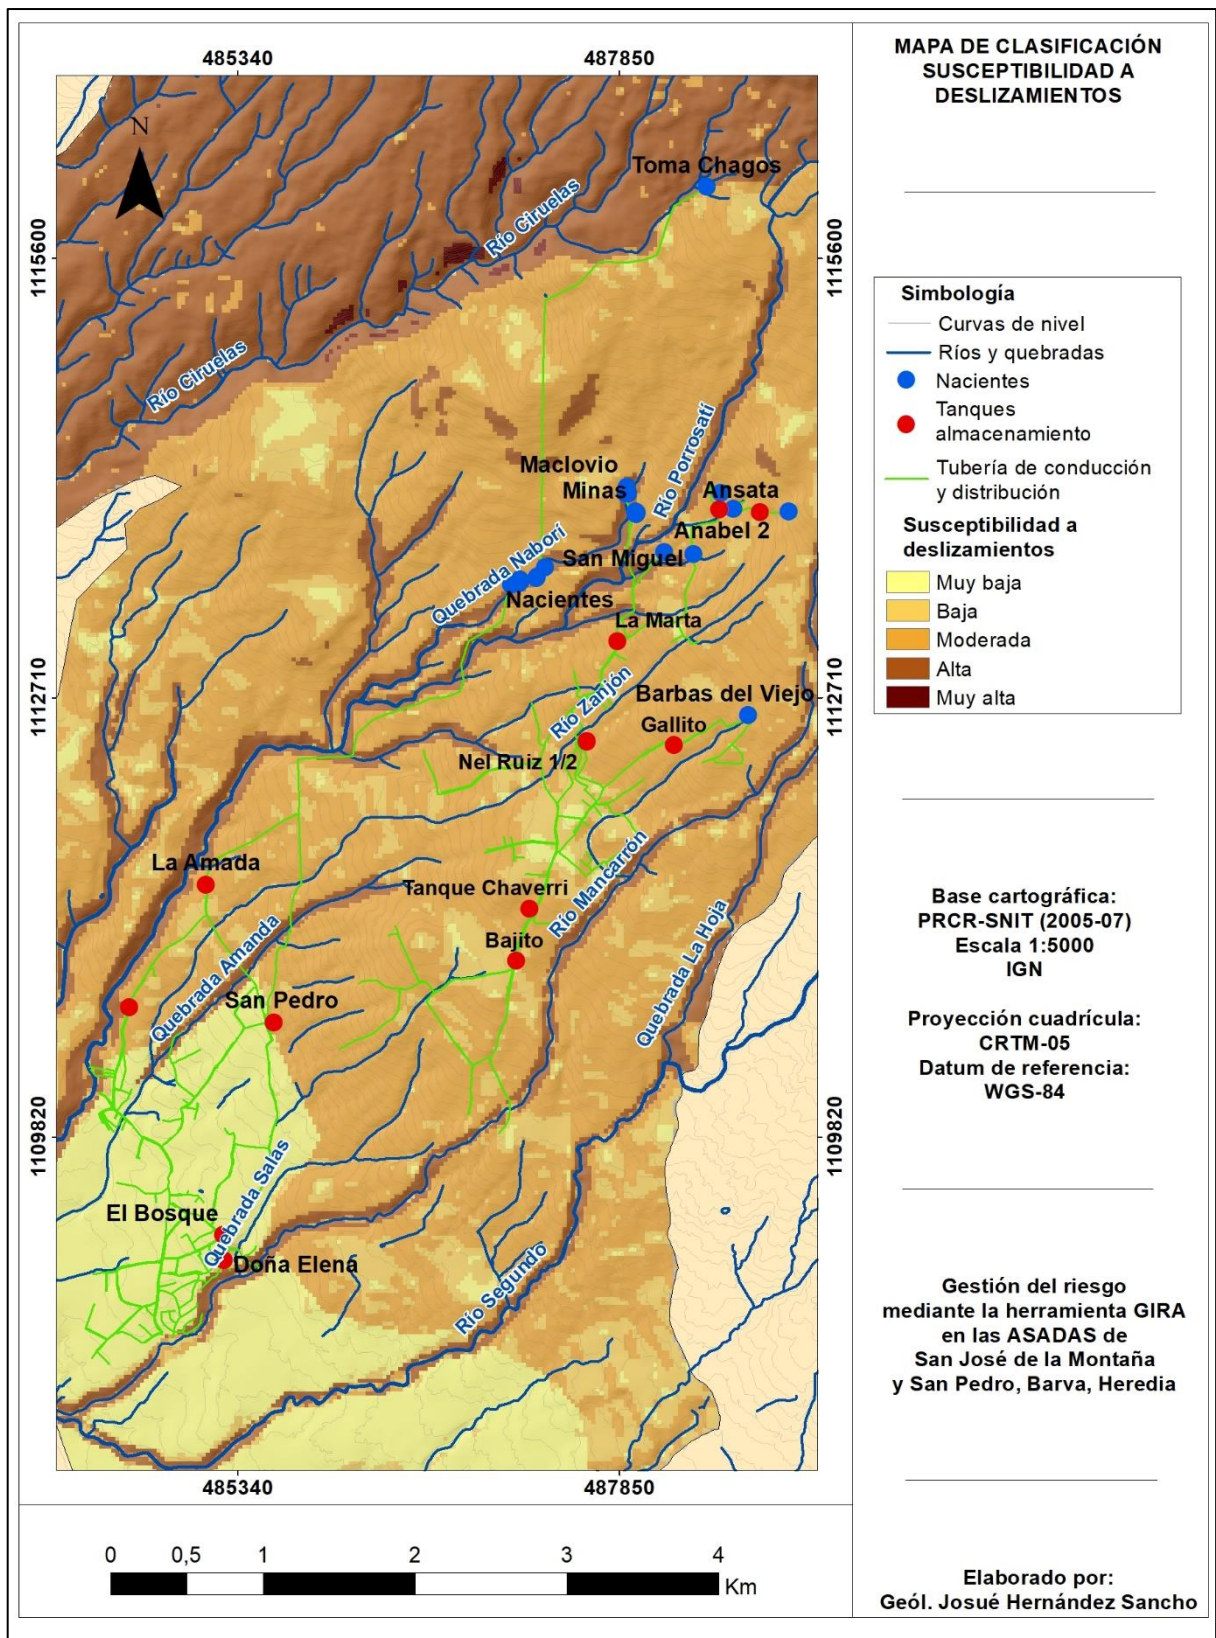 485340
487850
N
Toma Chagos
Río Ciruelas
1115600
1115600
Río Ciruelas
Río Porrosatí
Maclovio
Minas
Ansata
Anabel 2
Quebrada Naborí
San Miguel
Nacientes
La Marta
1112710
1112710
Río Zanjón
Barbas del Viejo
Gallito
Nel Ruiz 1/2
La Amada
Tanque Chaverri
Río Mancarrón
Bajito
Quebrada La Hoja
Quebrada Amanda
San Pedro
1109820
1109820
Quebrada Salas
El Bosque
Doña Elena
Río Segundo
485340
487850
0 0,5 1 2 3 4
Km
MAPA DE CLASIFICACIÓN
SUSCEPTIBILIDAD A
DESLIZAMIENTOS
Simbología
Curvas de nivel
Ríos y quebradas
Nacientes
Tanques
almacenamiento
Tubería de conducción
y distribución
Susceptibilidad a
deslizamientos
Muy baja
Baja
Moderada
Alta
Muy alta
Base cartográfica:
PRCR-SNIT (2005-07)
Escala 1:5000
IGN
Proyección cuadrícula:
CRTM-05
Datum de referencia:
WGS-84
Gestión del riesgo
mediante la herramienta GIRA
en las ASADAS de
San José de la Montaña
y San Pedro, Barva, Heredia
Elaborado por:
Geól. Josué Hernández Sancho